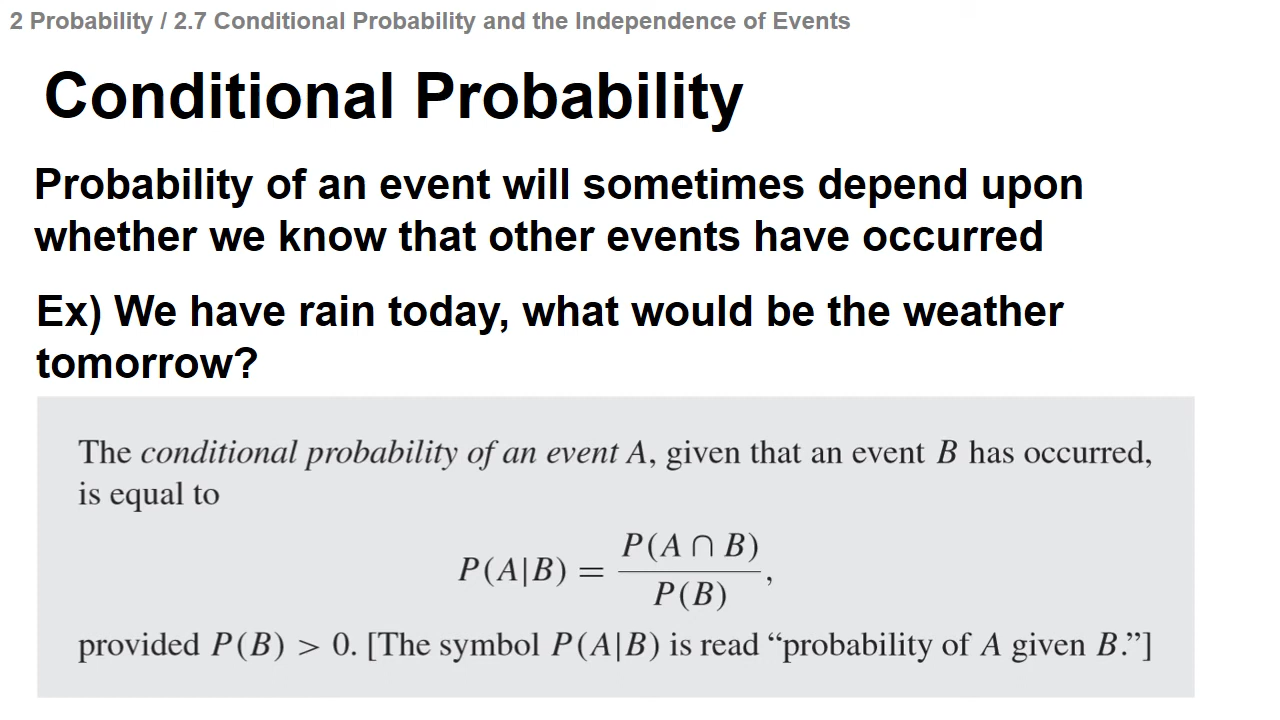 2 Probability / 2.7 Conditional Probability and the Independence of Events
Conditional Probability
Probability of an event will sometimes depend upon
whether we know that other events have occurred
Ex) We have rain today, what would be the weather
tomorrow?
The conditional probability of an event A, given that an event B has occurred,
is equal to
P(A|B) = P(A ∩ B) / P(B),
provided P(B) > 0. [The symbol P(A|B) is read “probability of A given B.”]